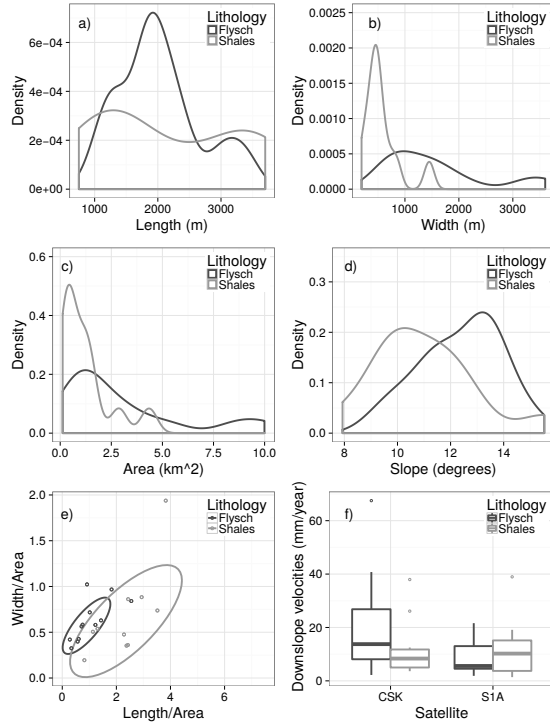 a)
Lithology
Flysch
Shales
6e−04
4e−04
2e−04
0e+00
Density
1000 2000 3000
Length (m)
b)
Lithology
Flysch
Shales
0.0025
0.0020
0.0015
0.0010
0.0005
0.0000
Density
1000 2000 3000
Width (m)
c)
Lithology
Flysch
Shales
0.6
0.4
0.2
0.0
Density
0.0 2.5 5.0 7.5 10.0
Area (km^2)
d)
Lithology
Flysch
Shales
0.3
0.2
0.1
0.0
Density
8 10 12 14
Slope (degrees)
e)
Lithology
Flysch
Shales
2.0
1.5
1.0
0.5
0.0
Width/Area
0 2 4 6
Length/Area
f)
Lithology
Flysch
Shales
60
40
20
0
Downslope velocities (mm/year)
CSK S1A
Satellite